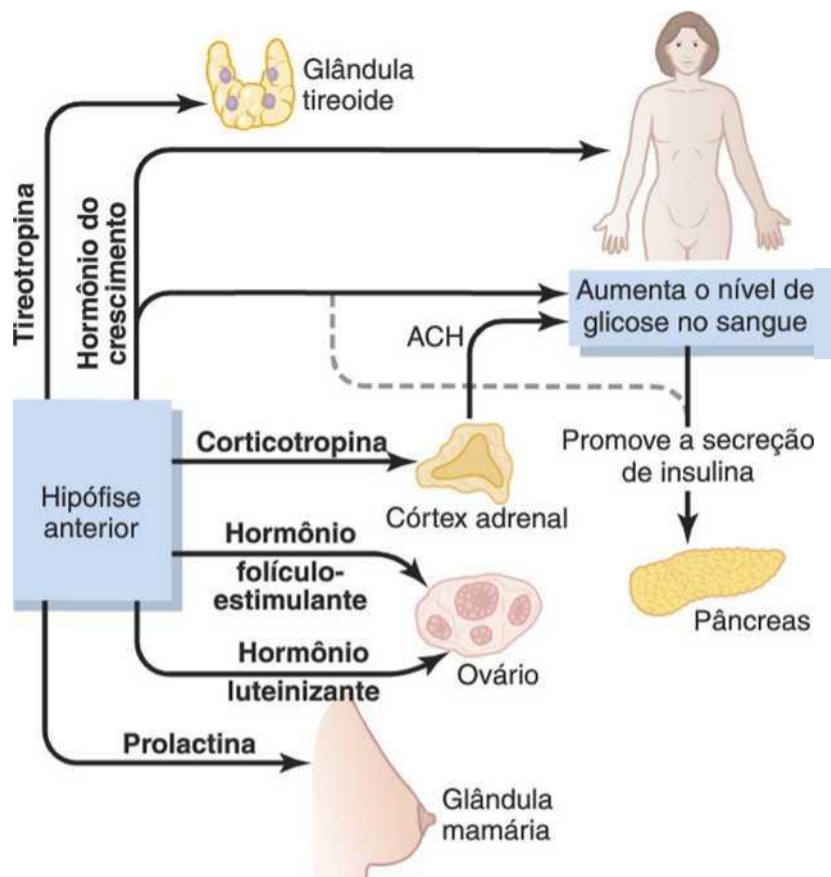 Glândula
tireoide
Tireotropina
Hormônio do
crescimento
Aumenta o nível de
glicose no sangue
ACH
Corticotropina
Promove a secreção
de insulina
Hipófise
anterior
Córtex adrenal
Hormônio
folículo-
estimulante
Pâncreas
Hormônio
luteinizante
Ovário
Prolactina
Glândula
mamária